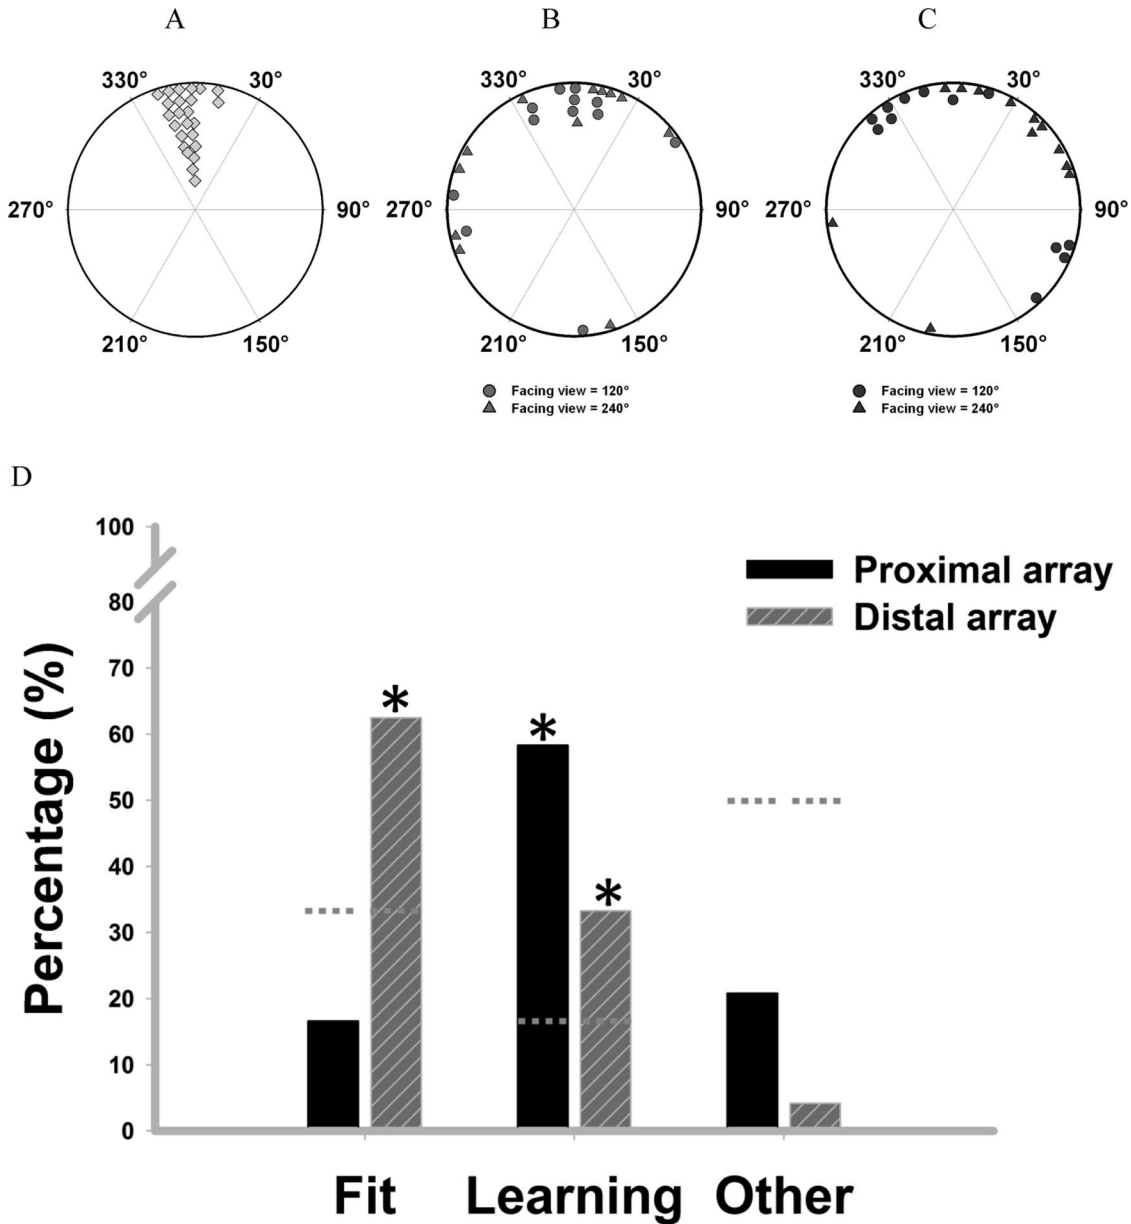 A B C
330° 30° 330° 30° 330° 30°
270° 90° 270° 90° 270° 90°
210° 150° 210° 150° 210° 150°
Facing view = 120° Facing view = 120°
Facing view = 240° Facing view = 240°
D
100
80
70
60
50
40
30
20
10
0
Percentage (%)
Proximal array
Distal array
*
*
*
Fit Learning Other